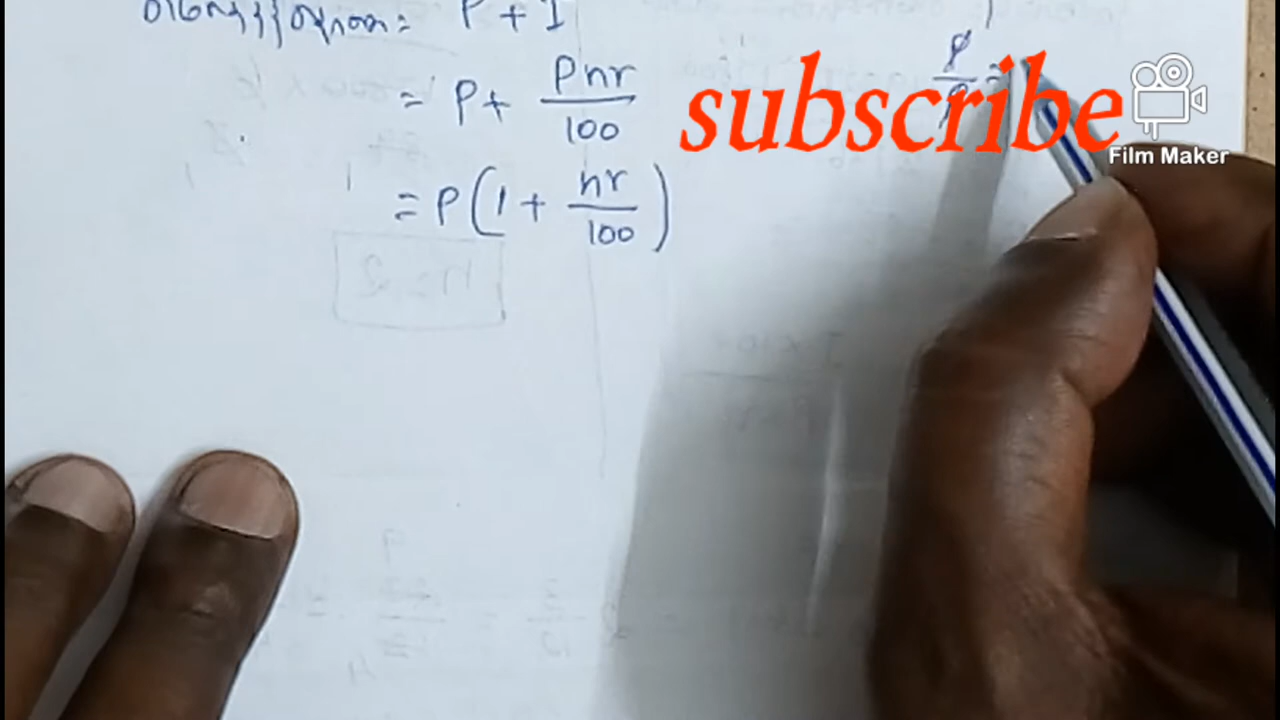 = P + I
= P + Pnr/100
= P(1 + nr/100)
P/P =
subscribe
Film Maker